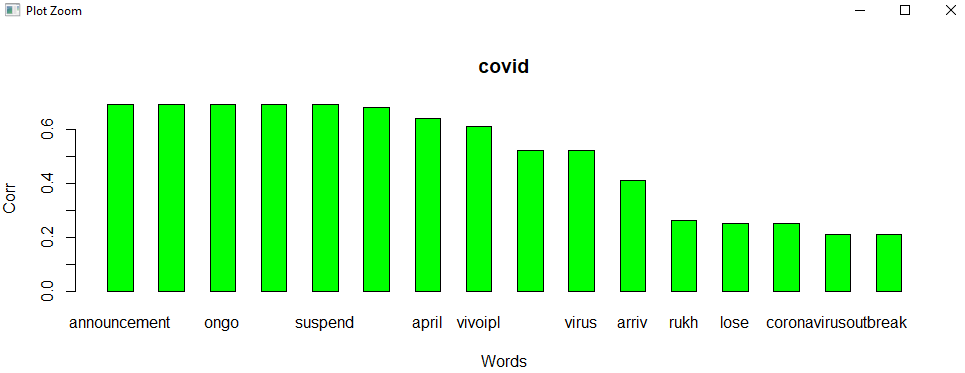 Plot Zoom
covid
Corr
0.0 0.2 0.4 0.6
announcement ongo suspend april vivoipl virus arriv rukh lose coronavirusoutbreak
Words